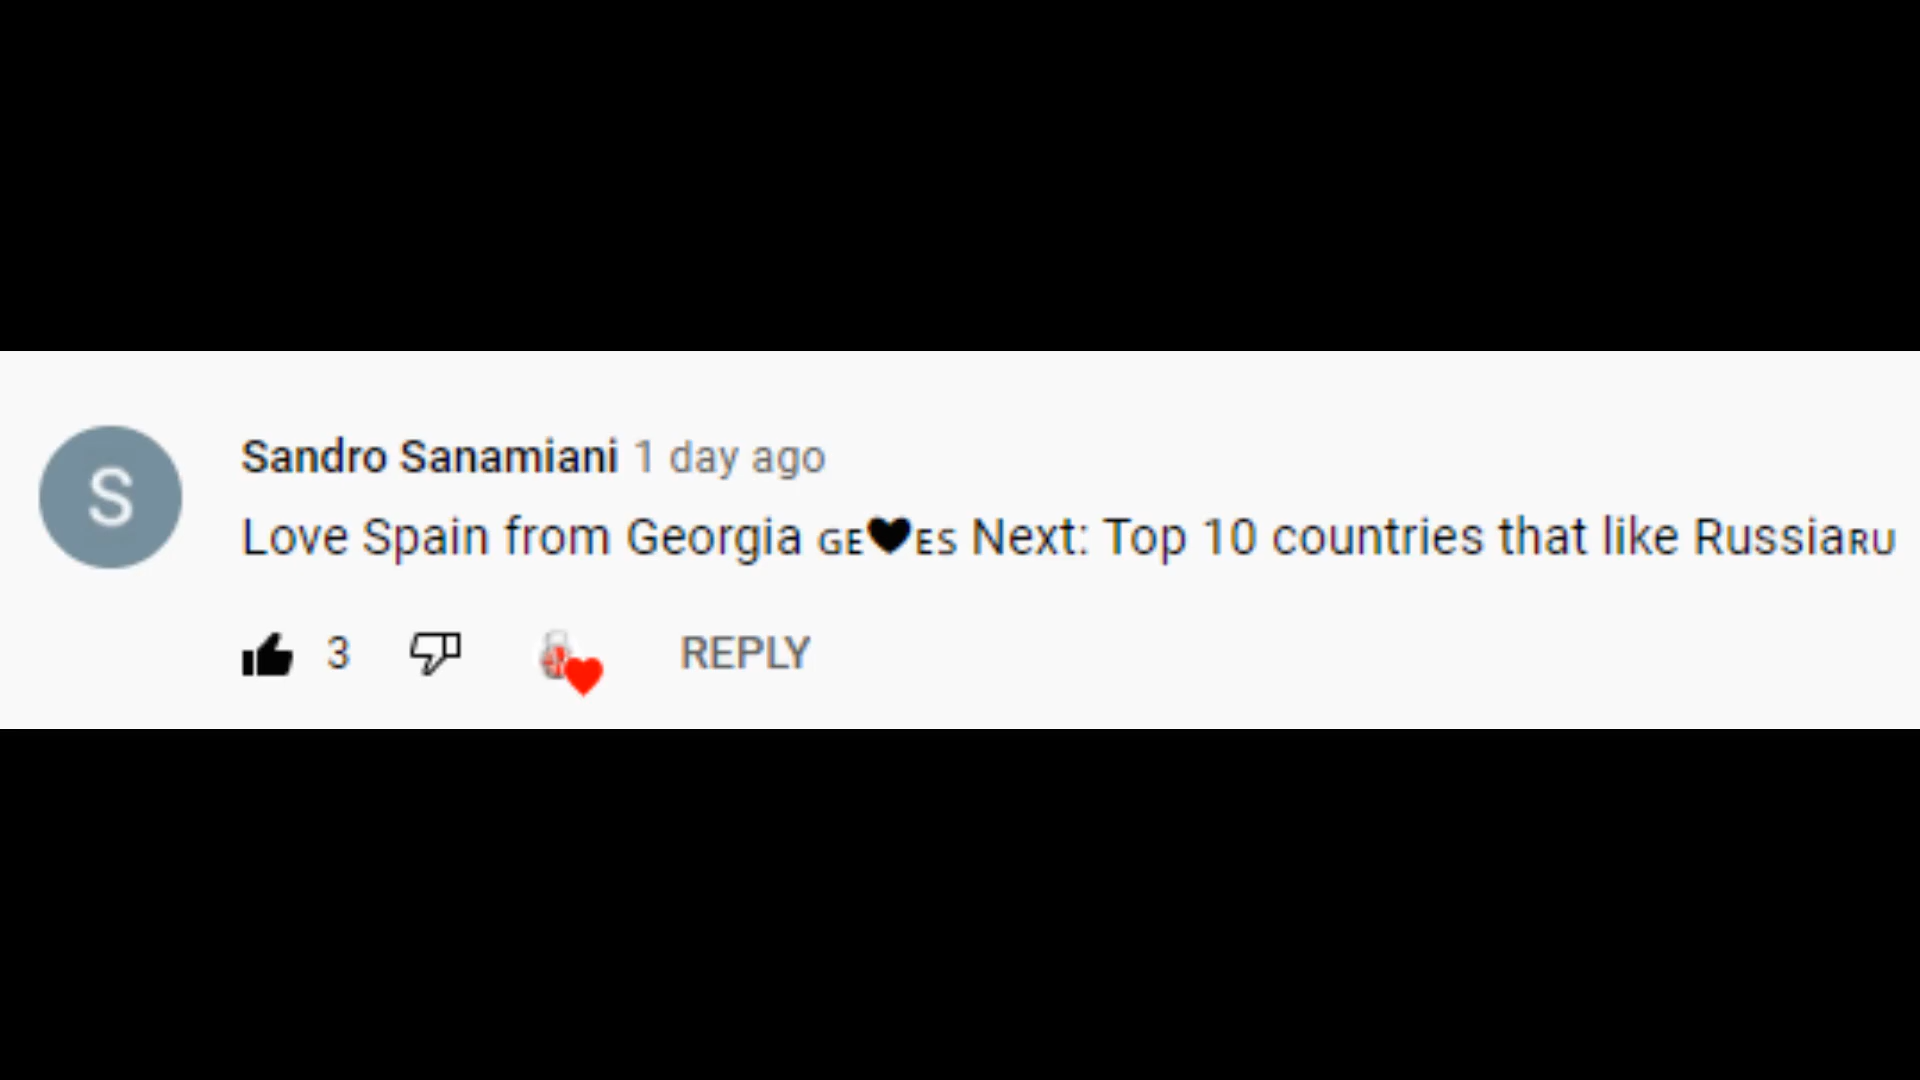 S
Sandro Sanamiani 1 day ago
Love Spain from Georgia GE🖤ES Next: Top 10 countries that like RussiaRU
3 REPLY